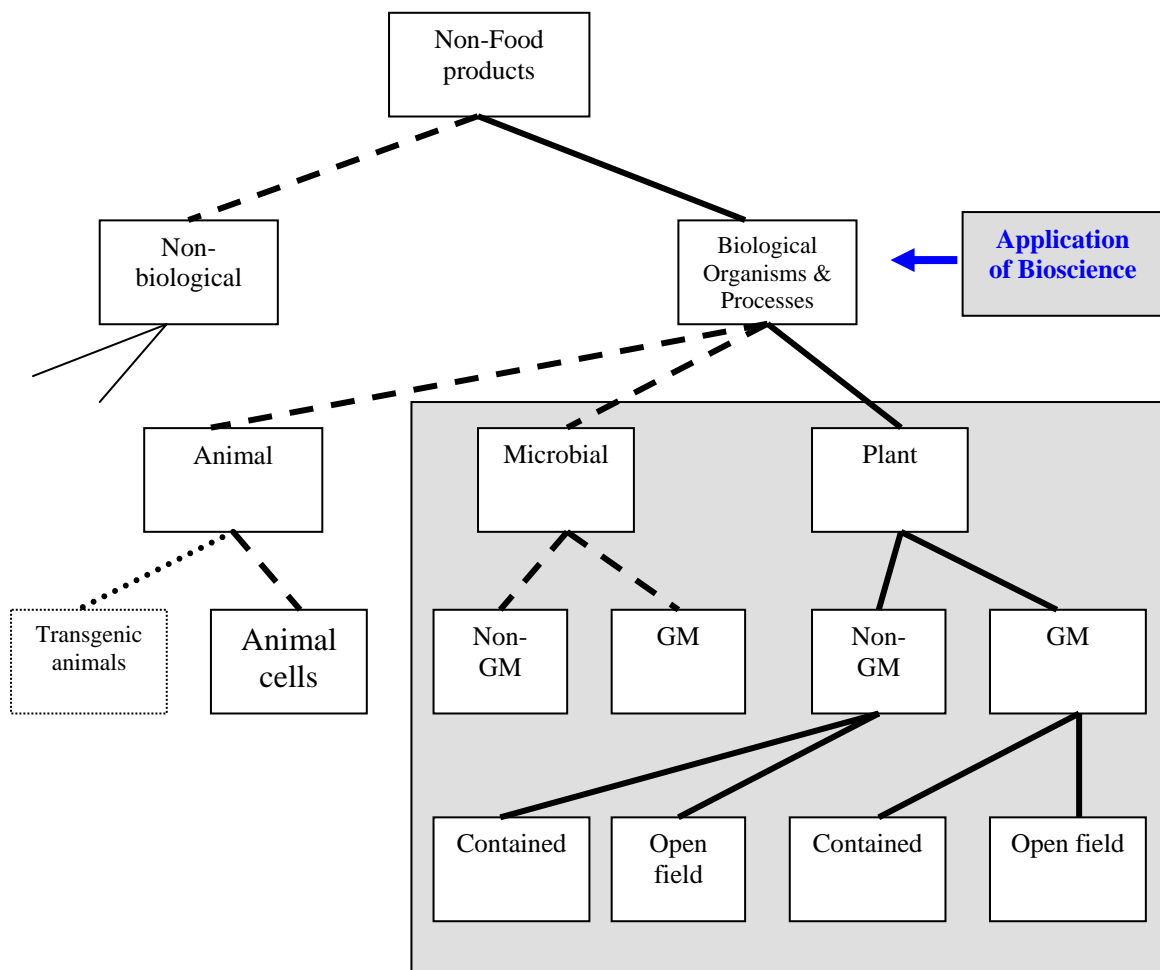 Non-Food
products
Non-
biological
Biological
Organisms &
Processes
Application
of Bioscience
Animal
Microbial
Plant
Transgenic
animals
Animal
cells
Non-
GM
GM
Non-
GM
GM
Contained
Open
field
Contained
Open field